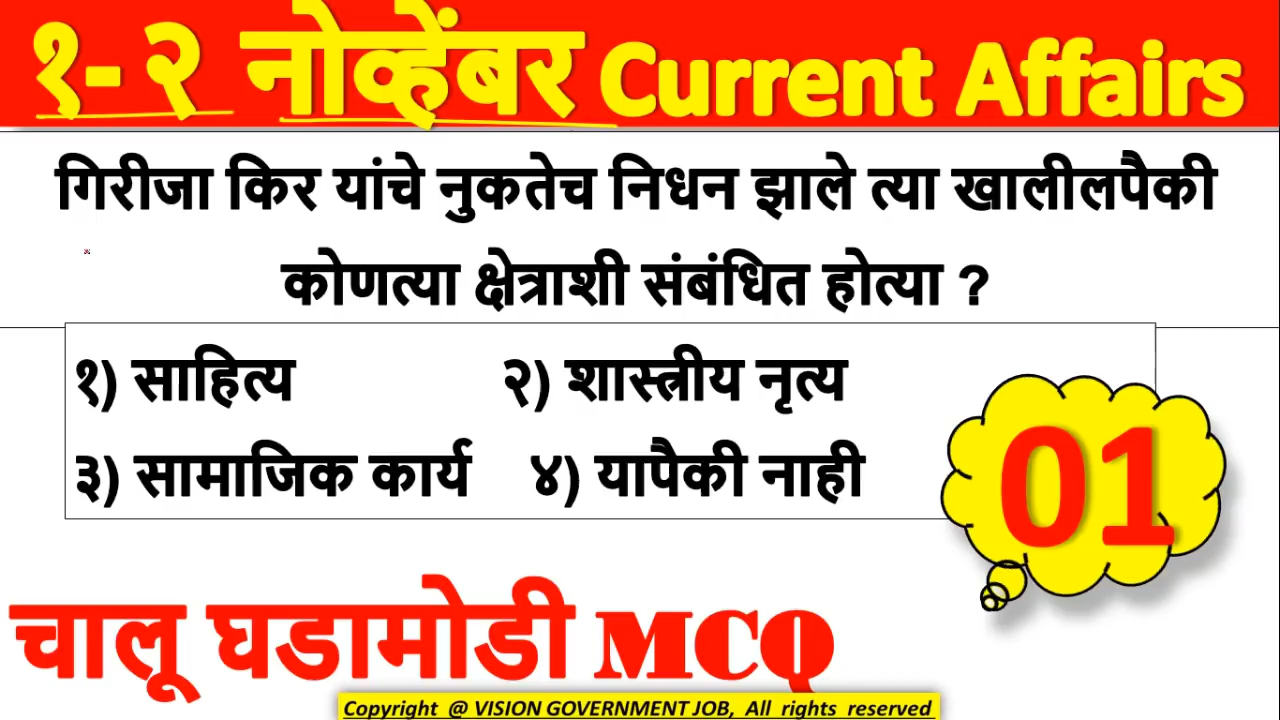 १-२ नोव्हेंबर Current Affairs
गिरीजा किर यांचे नुकतेच निधन झाले त्या खालीलपैकी
कोणत्या क्षेत्राशी संबंधित होत्या ?
१) साहित्य २) शास्त्रीय नृत्य
३) सामाजिक कार्य ४) यापैकी नाही
01
चालू घडामोडी MCQ
Copyright @ VISION GOVERNMENT JOB, All rights reserved